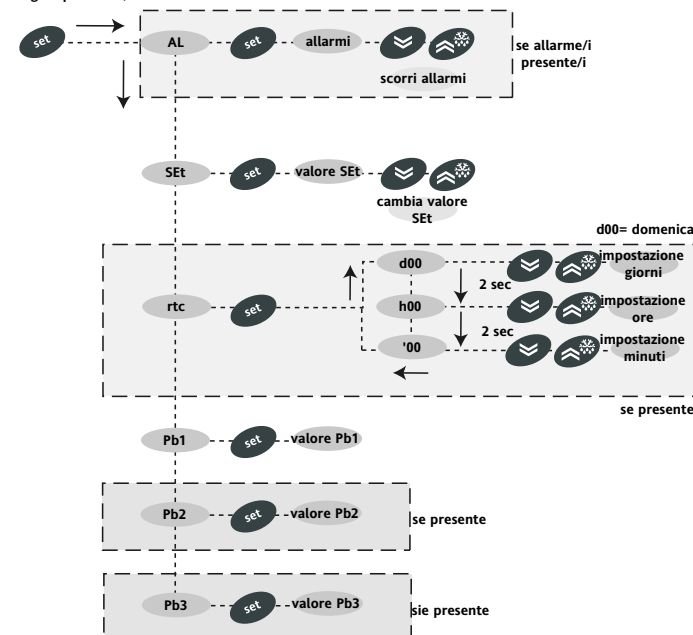 set
AL
set
allarmi
scorri allarmi
se allarme/i
presente/i
SEt
set
valore SEt
cambia valore
SEt
d00= domenica
rtc
set
d00
2 sec
impostazione
giorni
h00
2 sec
impostazione
ore
'00
impostazione
minuti
se presente
Pb1
set
valore Pb1
Pb2
set
valore Pb2
se presente
Pb3
set
valore Pb3
sie presente